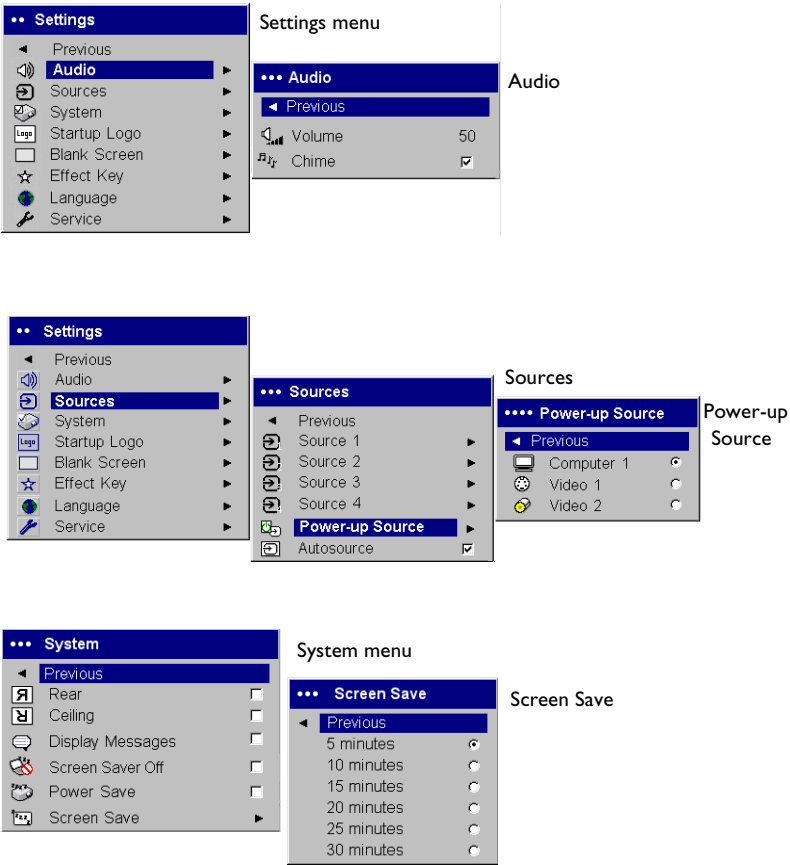 Settings
Previous
Audio
Sources
System
Logo Startup Logo
Blank Screen
Effect Key
Language
Service
Settings menu
Audio
Previous
Volume 50
Chime
Audio
Settings
Previous
Audio
Sources
System
Logo Startup Logo
Blank Screen
Effect Key
Language
Service
Sources
Sources
Previous
Source 1
Source 2
Source 3
Source 4
Power-up Source
Autosource
Power-up Source
Previous
Computer 1
Video 1
Video 2
Power-up
Source
System
Previous
R Rear
R Ceiling
Display Messages
Screen Saver Off
Power Save
Screen Save
System menu
Screen Save
Previous
5 minutes
10 minutes
15 minutes
20 minutes
25 minutes
30 minutes
Screen Save